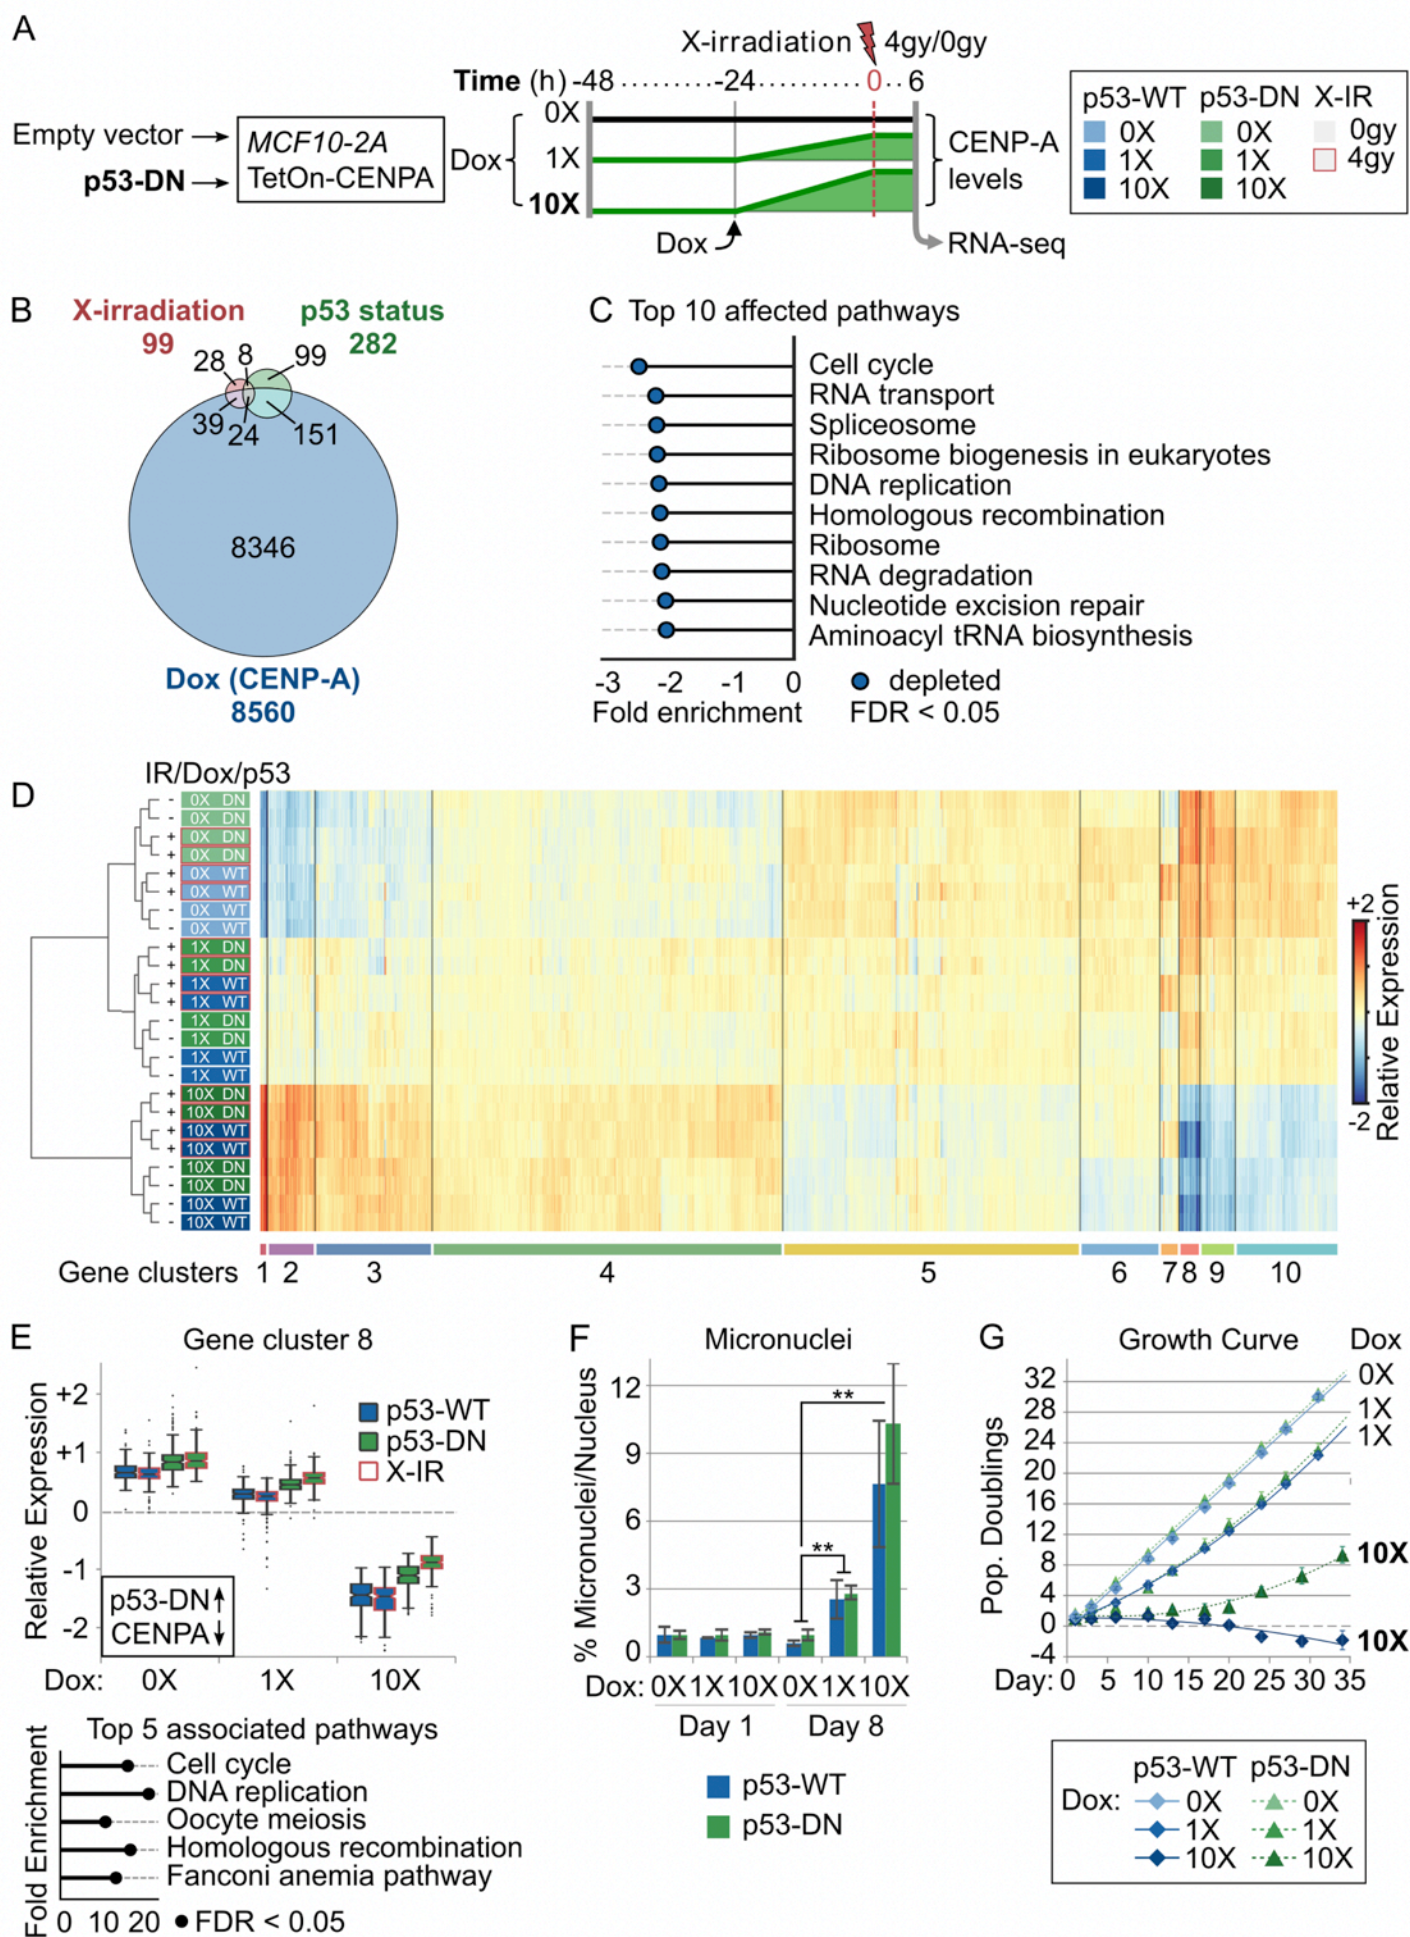 A
X-irradiation 4gy/0gy
Time (h) -48 -24 0 6
Empty vector
p53-DN
MCF10-2A
TetOn-CENPA
Dox
0X
1X
10X
Dox
CENP-A
levels
RNA-seq
p53-WT p53-DN X-IR
0X 0X 0gy
1X 1X 4gy
10X 10X
B
X-irradiation
99
p53 status
282
28 8 99
39 24 151
8346
Dox (CENP-A)
8560
C Top 10 affected pathways
Cell cycle
RNA transport
Spliceosome
Ribosome biogenesis in eukaryotes
DNA replication
Homologous recombination
Ribosome
RNA degradation
Nucleotide excision repair
Aminoacyl tRNA biosynthesis
-3 -2 -1 0
Fold enrichment
depleted
FDR < 0.05
D
IR/Dox/p53
- 0X DN
- 0X DN
+ 0X DN
+ 0X DN
+ 0X WT
+ 0X WT
- 0X WT
- 0X WT
+ 1X DN
+ 1X DN
+ 1X WT
+ 1X WT
- 1X DN
- 1X DN
- 1X WT
- 1X WT
+ 10X DN
+ 10X DN
+ 10X WT
+ 10X WT
- 10X DN
- 10X DN
- 10X WT
- 10X WT
+2
-2
Relative Expression
Gene clusters 1 2 3 4 5 6 7 8 9 10
E Gene cluster 8
Relative Expression
+2
+1
0
-1
-2
p53-WT
p53-DN
X-IR
p53-DN↑
CENPA↓
Dox: 0X 1X 10X
Top 5 associated pathways
Fold Enrichment
Cell cycle
DNA replication
Oocyte meiosis
Homologous recombination
Fanconi anemia pathway
0 10 20
FDR < 0.05
F Micronuclei
% Micronuclei/Nucleus
12
9
6
3
0
**
**
Dox: 0X 1X 10X 0X 1X 10X
Day 1 Day 8
p53-WT
p53-DN
G Growth Curve Dox
Pop. Doublings
32
28
24
20
16
12
8
4
0
-4
0X
1X
1X
10X
10X
Day: 0 5 10 15 20 25 30 35
p53-WT p53-DN
Dox: 0X 0X
1X 1X
10X 10X